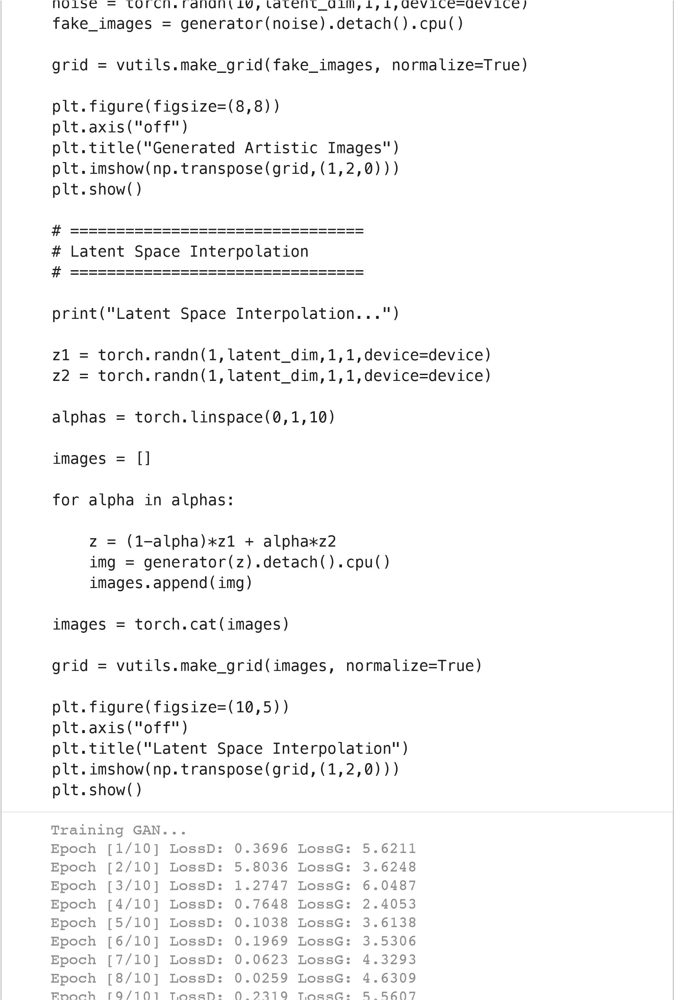 noise = torch.randn(10,latent_dim,1,1,device=device)
fake_images = generator(noise).detach().cpu()
grid = vutils.make_grid(fake_images, normalize=True)
plt.figure(figsize=(8,8))
plt.axis("off")
plt.title("Generated Artistic Images")
plt.imshow(np.transpose(grid,(1,2,0)))
plt.show()
# ================================
# Latent Space Interpolation
# ================================
print("Latent Space Interpolation...")
z1 = torch.randn(1,latent_dim,1,1,device=device)
z2 = torch.randn(1,latent_dim,1,1,device=device)
alphas = torch.linspace(0,1,10)
images = []
for alpha in alphas:
    z = (1-alpha)*z1 + alpha*z2
    img = generator(z).detach().cpu()
    images.append(img)
images = torch.cat(images)
grid = vutils.make_grid(images, normalize=True)
plt.figure(figsize=(10,5))
plt.axis("off")
plt.title("Latent Space Interpolation")
plt.imshow(np.transpose(grid,(1,2,0)))
plt.show()
Training GAN...
Epoch [1/10] LossD: 0.3696 LossG: 5.6211
Epoch [2/10] LossD: 5.8036 LossG: 3.6248
Epoch [3/10] LossD: 1.2747 LossG: 6.0487
Epoch [4/10] LossD: 0.7648 LossG: 2.4053
Epoch [5/10] LossD: 0.1038 LossG: 3.6138
Epoch [6/10] LossD: 0.1969 LossG: 3.5306
Epoch [7/10] LossD: 0.0623 LossG: 4.3293
Epoch [8/10] LossD: 0.0259 LossG: 4.6309
Epoch [9/10] LossD: 0.2319 LossG: 5.5607